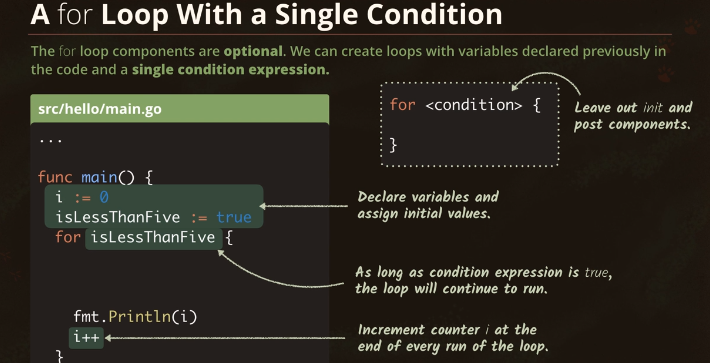 A for Loop With a Single Condition
The for loop components are optional. We can create loops with variables declared previously in
the code and a single condition expression.
src/hello/main.go
...
func main() {
i := 0
isLessThanFive := true
for isLessThanFive {
fmt.Println(i)
i++
}
for <condition> {
}
Leave out init and
post components.
Declare variables and
assign initial values.
As long as condition expression is true,
the loop will continue to run.
Increment counter i at the
end of every run of the loop.